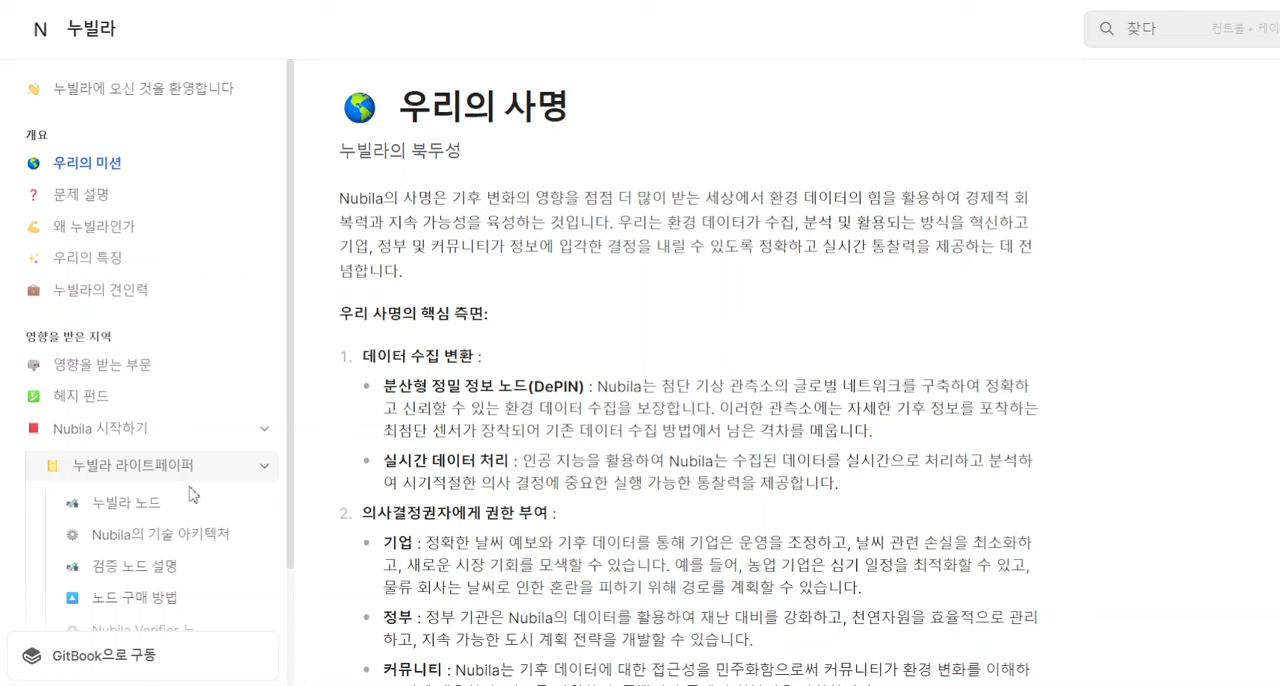 N 누빌라
찾다 컨트롤 + 케이
누빌라에 오신 것을 환영합니다
개요
우리의 미션
문제 설명
왜 누빌라인가
우리의 특징
누빌라의 견인력
영향을 받은 지역
영향을 받는 부문
헤지 펀드
Nubila 시작하기
누빌라 라이트페이퍼
누빌라 노드
Nubila의 기술 아키텍처
검증 노드 설명
노드 구매 방법
Nubila Verifier 노
GitBook으로 구동
우리의 사명
누빌라의 북두성
Nubila의 사명은 기후 변화의 영향을 점점 더 많이 받는 세상에서 환경 데이터의 힘을 활용하여 경제적 회
복력과 지속 가능성을 육성하는 것입니다. 우리는 환경 데이터가 수집, 분석 및 활용되는 방식을 혁신하고
기업, 정부 및 커뮤니티가 정보에 입각한 결정을 내릴 수 있도록 정확하고 실시간 통찰력을 제공하는 데 전
념합니다.
우리 사명의 핵심 측면:
1. 데이터 수집 변환 :
• 분산형 정밀 정보 노드(DePIN) : Nubila는 첨단 기상 관측소의 글로벌 네트워크를 구축하여 정확하
고 신뢰할 수 있는 환경 데이터 수집을 보장합니다. 이러한 관측소에는 자세한 기후 정보를 포착하는
최첨단 센서가 장착되어 기존 데이터 수집 방법에서 남은 격차를 메웁니다.
• 실시간 데이터 처리 : 인공 지능을 활용하여 Nubila는 수집된 데이터를 실시간으로 처리하고 분석하
여 시기적절한 의사 결정에 중요한 실행 가능한 통찰력을 제공합니다.
2. 의사결정권자에게 권한 부여 :
• 기업 : 정확한 날씨 예보와 기후 데이터를 통해 기업은 운영을 조정하고, 날씨 관련 손실을 최소화하
고, 새로운 시장 기회를 모색할 수 있습니다. 예를 들어, 농업 기업은 심기 일정을 최적화할 수 있고,
물류 회사는 날씨로 인한 혼란을 피하기 위해 경로를 계획할 수 있습니다.
• 정부 : 정부 기관은 Nubila의 데이터를 활용하여 재난 대비를 강화하고, 천연자원을 효율적으로 관리
하고, 지속 가능한 도시 계획 전략을 개발할 수 있습니다.
• 커뮤니티 : Nubila는 기후 데이터에 대한 접근성을 민주화함으로써 커뮤니티가 환경 변화를 이해하